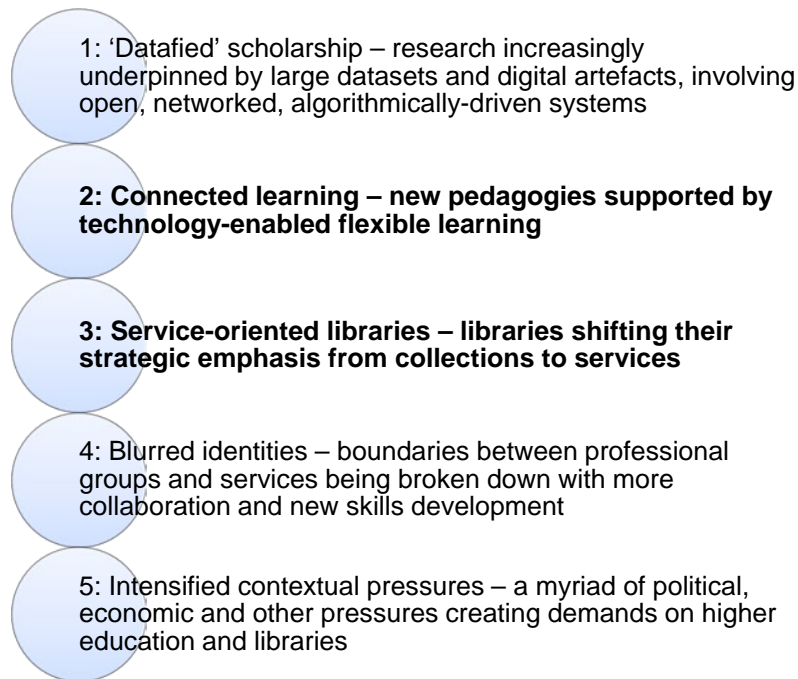 1: ‘Datafied’ scholarship – research increasingly
underpinned by large datasets and digital artefacts, involving
open, networked, algorithmically-driven systems
2: Connected learning – new pedagogies supported by
technology-enabled flexible learning
3: Service-oriented libraries – libraries shifting their
strategic emphasis from collections to services
4: Blurred identities – boundaries between professional
groups and services being broken down with more
collaboration and new skills development
5: Intensified contextual pressures – a myriad of political,
economic and other pressures creating demands on higher
education and libraries